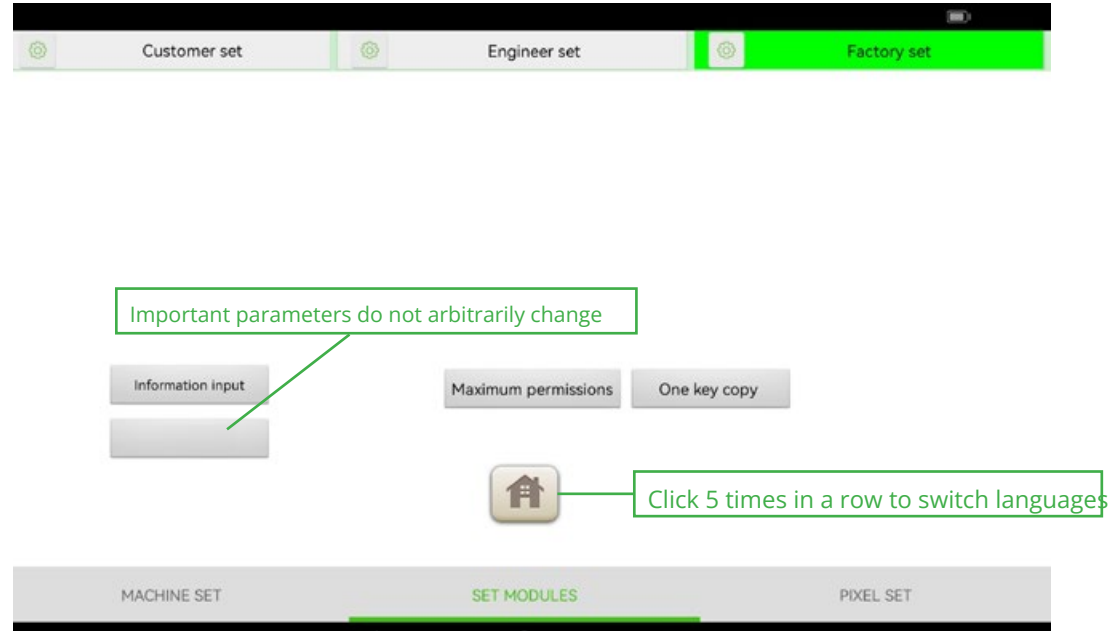 Customer set
Engineer set
Factory set
Important parameters do not arbitrarily change
Information input
Maximum permissions
One key copy
Click 5 times in a row to switch languages
MACHINE SET
SET MODULES
PIXEL SET